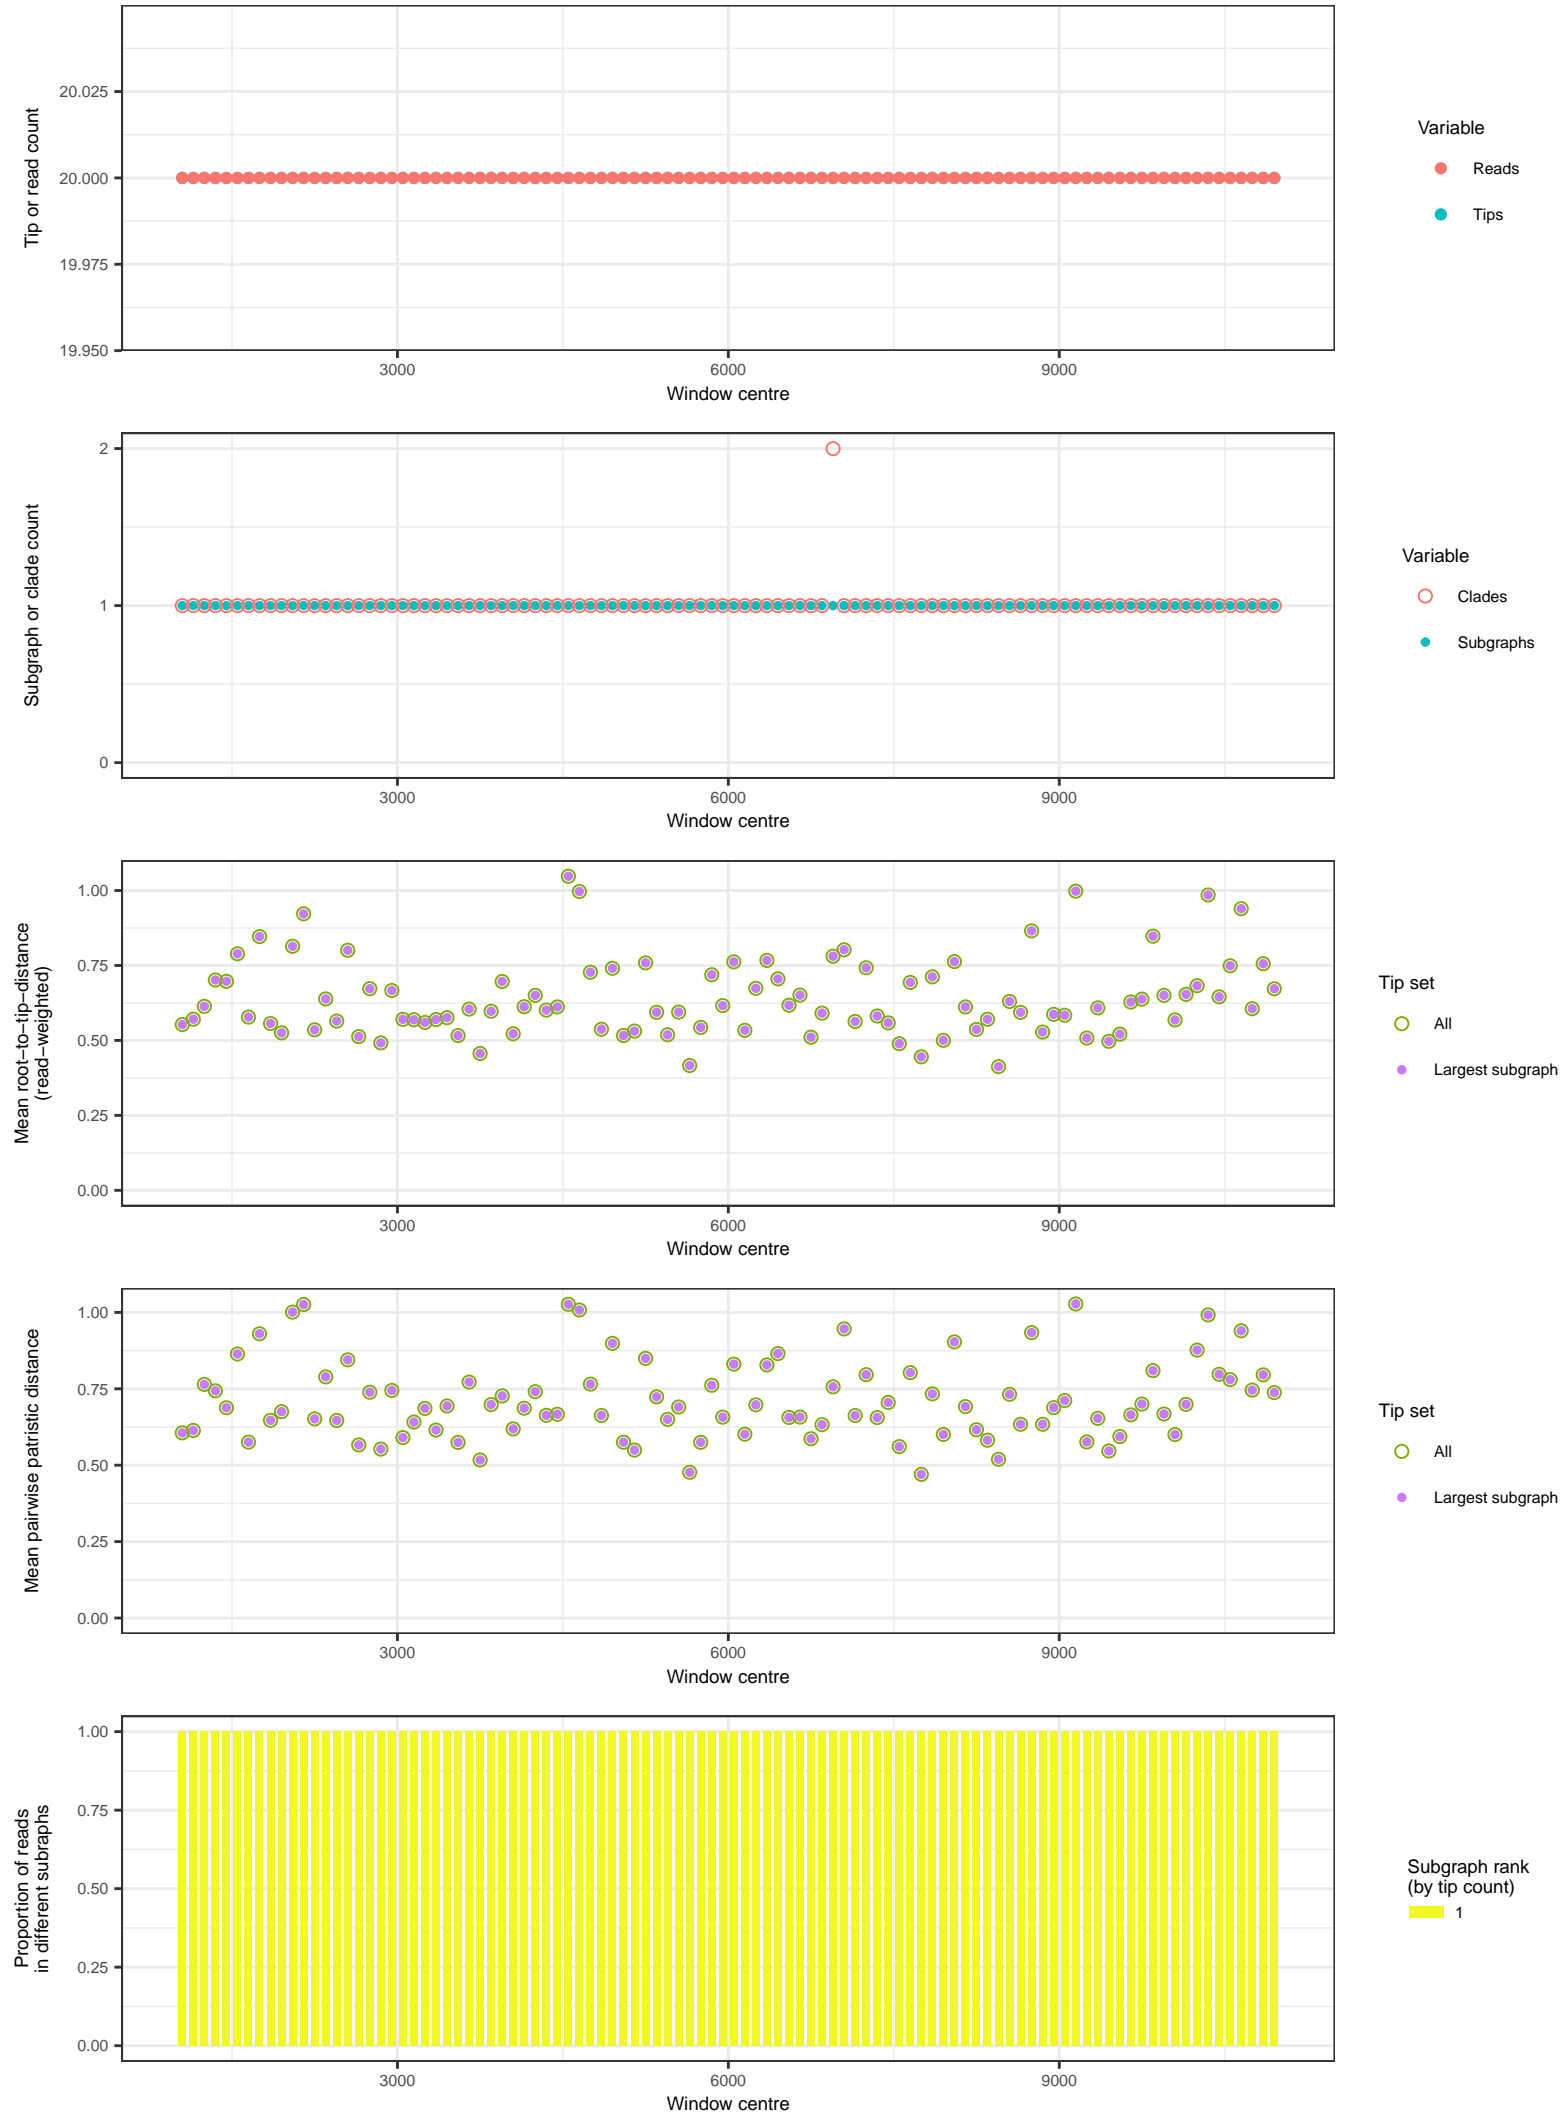 20.025
20.000
19.975
19.950
Tip or read count
3000 6000 9000
Window centre
Variable
Reads
Tips
2
1
0
Subgraph or clade count
3000 6000 9000
Window centre
Variable
Clades
Subgraphs
1.00
0.75
0.50
0.25
0.00
Mean root−to−tip−distance
(read−weighted)
3000 6000 9000
Window centre
Tip set
All
Largest subgraph
1.00
0.75
0.50
0.25
0.00
Mean pairwise patristic distance
3000 6000 9000
Window centre
Tip set
All
Largest subgraph
1.00
0.75
0.50
0.25
0.00
Proportion of reads
in different subraphs
3000 6000 9000
Window centre
Subgraph rank
(by tip count)
1